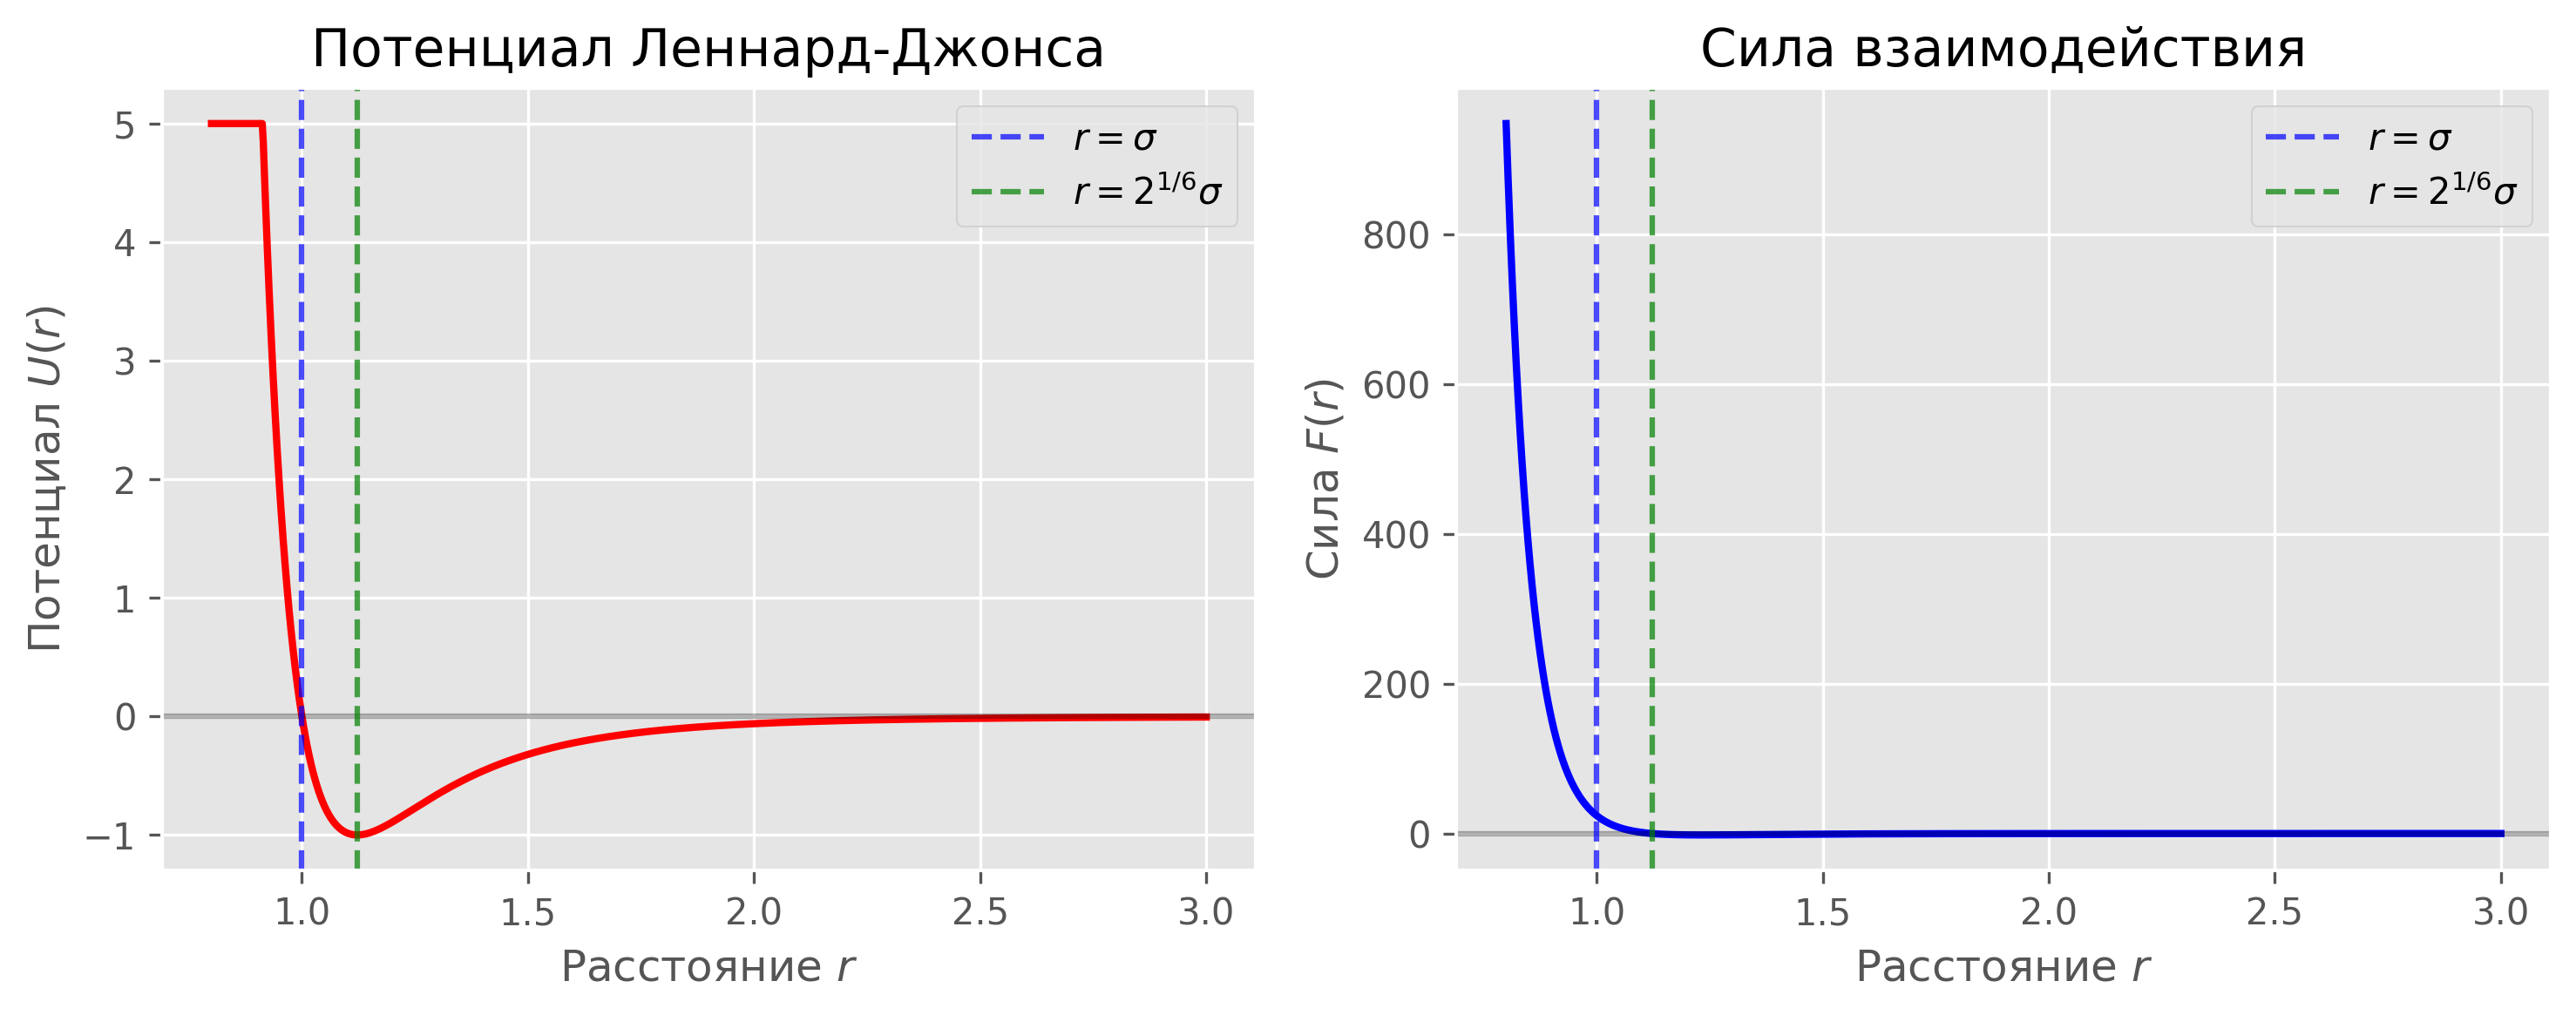 Потенциал Леннард-Джонса
r = σ
r = 2^{1/6}σ
5
4
3
2
1
0
−1
Потенциал U(r)
1.0 1.5 2.0 2.5 3.0
Расстояние r
Сила взаимодействия
r = σ
r = 2^{1/6}σ
800
600
400
200
0
Сила F(r)
1.0 1.5 2.0 2.5 3.0
Расстояние r